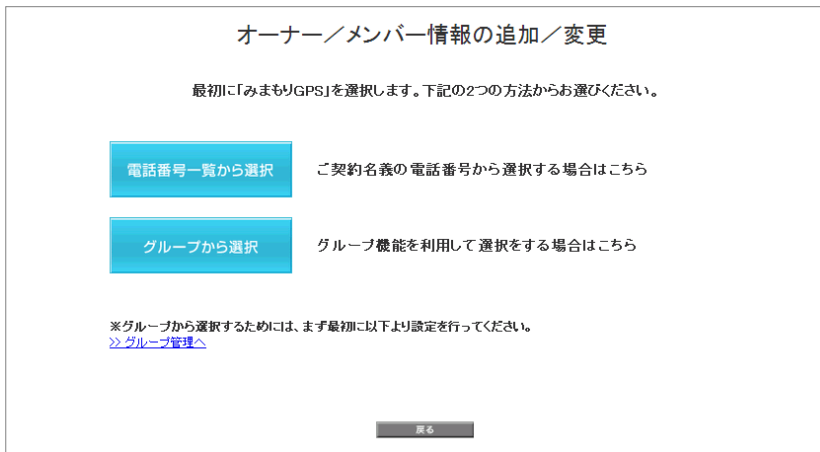 オーナー／メンバー情報の追加／変更
最初に「みまもりGPS」を選択します。下記の2つの方法からお選びください。
電話番号一覧から選択
ご契約名義の電話番号から選択する場合はこちら
グループから選択
グループ機能を利用して選択をする場合はこちら
※グループから選択するためには、まず最初に以下より設定を行ってください。
>> グループ管理へ
戻る